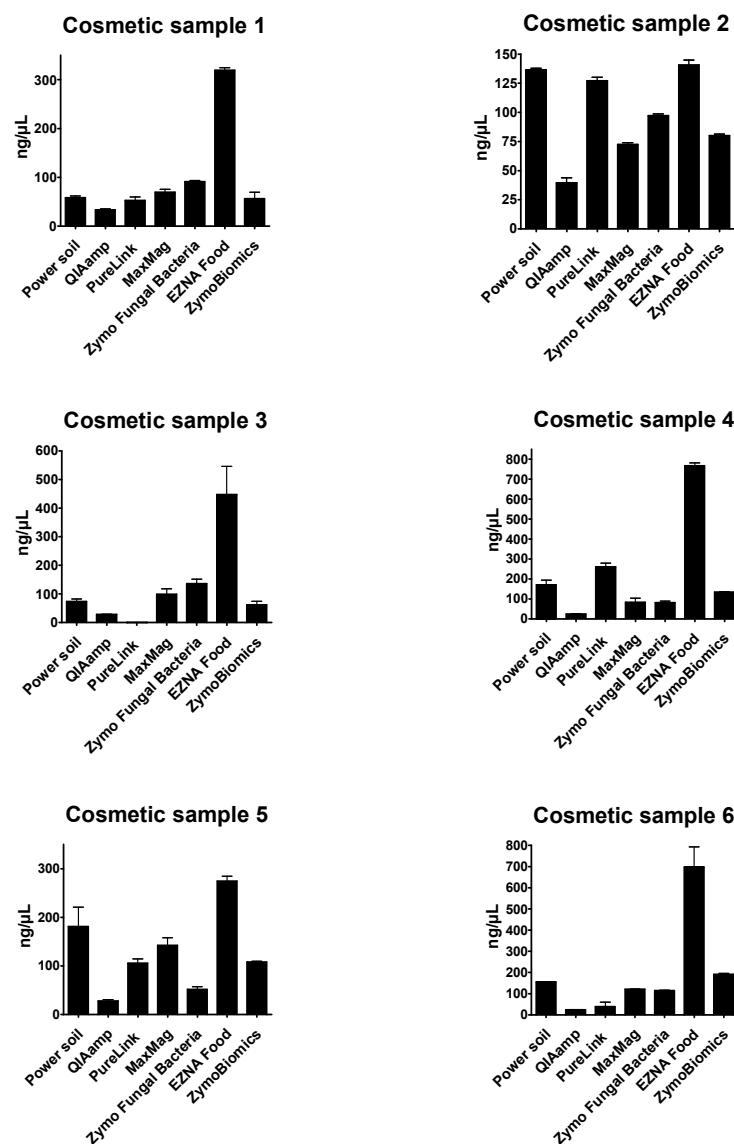 Cosmetic sample 1
ng/µL
300
200
100
0
Power soil
QIAamp
PureLink
MaxMag
Zymo Fungal Bacteria
EZNA Food
ZymoBiomics
Cosmetic sample 2
ng/µL
150
125
100
75
50
25
0
Power soil
QIAamp
PureLink
MaxMag
Zymo Fungal Bacteria
EZNA Food
ZymoBiomics
Cosmetic sample 3
ng/µL
600
500
400
300
200
100
0
Power soil
QIAamp
PureLink
MaxMag
Zymo Fungal Bacteria
EZNA Food
ZymoBiomics
Cosmetic sample 4
ng/µL
800
700
600
500
400
300
200
100
0
Power soil
QIAamp
PureLink
MaxMag
Zymo Fungal Bacteria
EZNA Food
ZymoBiomics
Cosmetic sample 5
ng/µL
300
200
100
0
Power soil
QIAamp
PureLink
MaxMag
Zymo Fungal Bacteria
EZNA Food
ZymoBiomics
Cosmetic sample 6
ng/µL
800
700
600
500
400
300
200
100
0
Power soil
QIAamp
PureLink
MaxMag
Zymo Fungal Bacteria
EZNA Food
ZymoBiomics